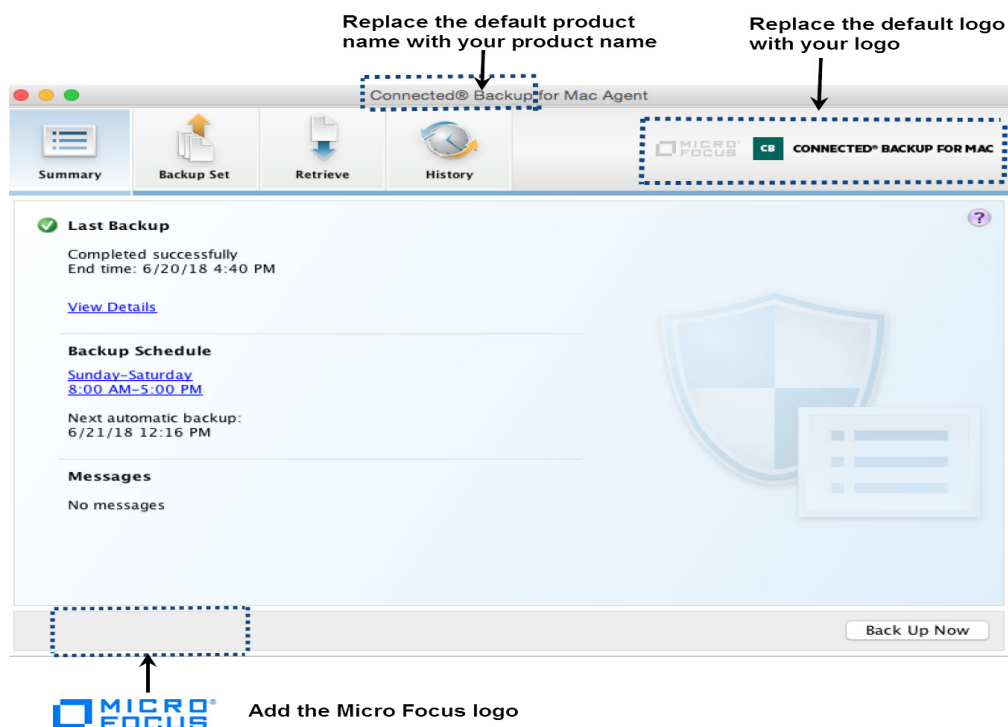 Replace the default product
name with your product name
Replace the default logo
with your logo
Connected® Backup for Mac Agent
Summary
Backup Set
Retrieve
History
MICRO
FOCUS
CB
CONNECTED® BACKUP FOR MAC
Last Backup
?
Completed successfully
End time: 6/20/18 4:40 PM
View Details
Backup Schedule
Sunday–Saturday
8:00 AM–5:00 PM
Next automatic backup:
6/21/18 12:16 PM
Messages
No messages
Back Up Now
MICRO®
FOCUS
Add the Micro Focus logo